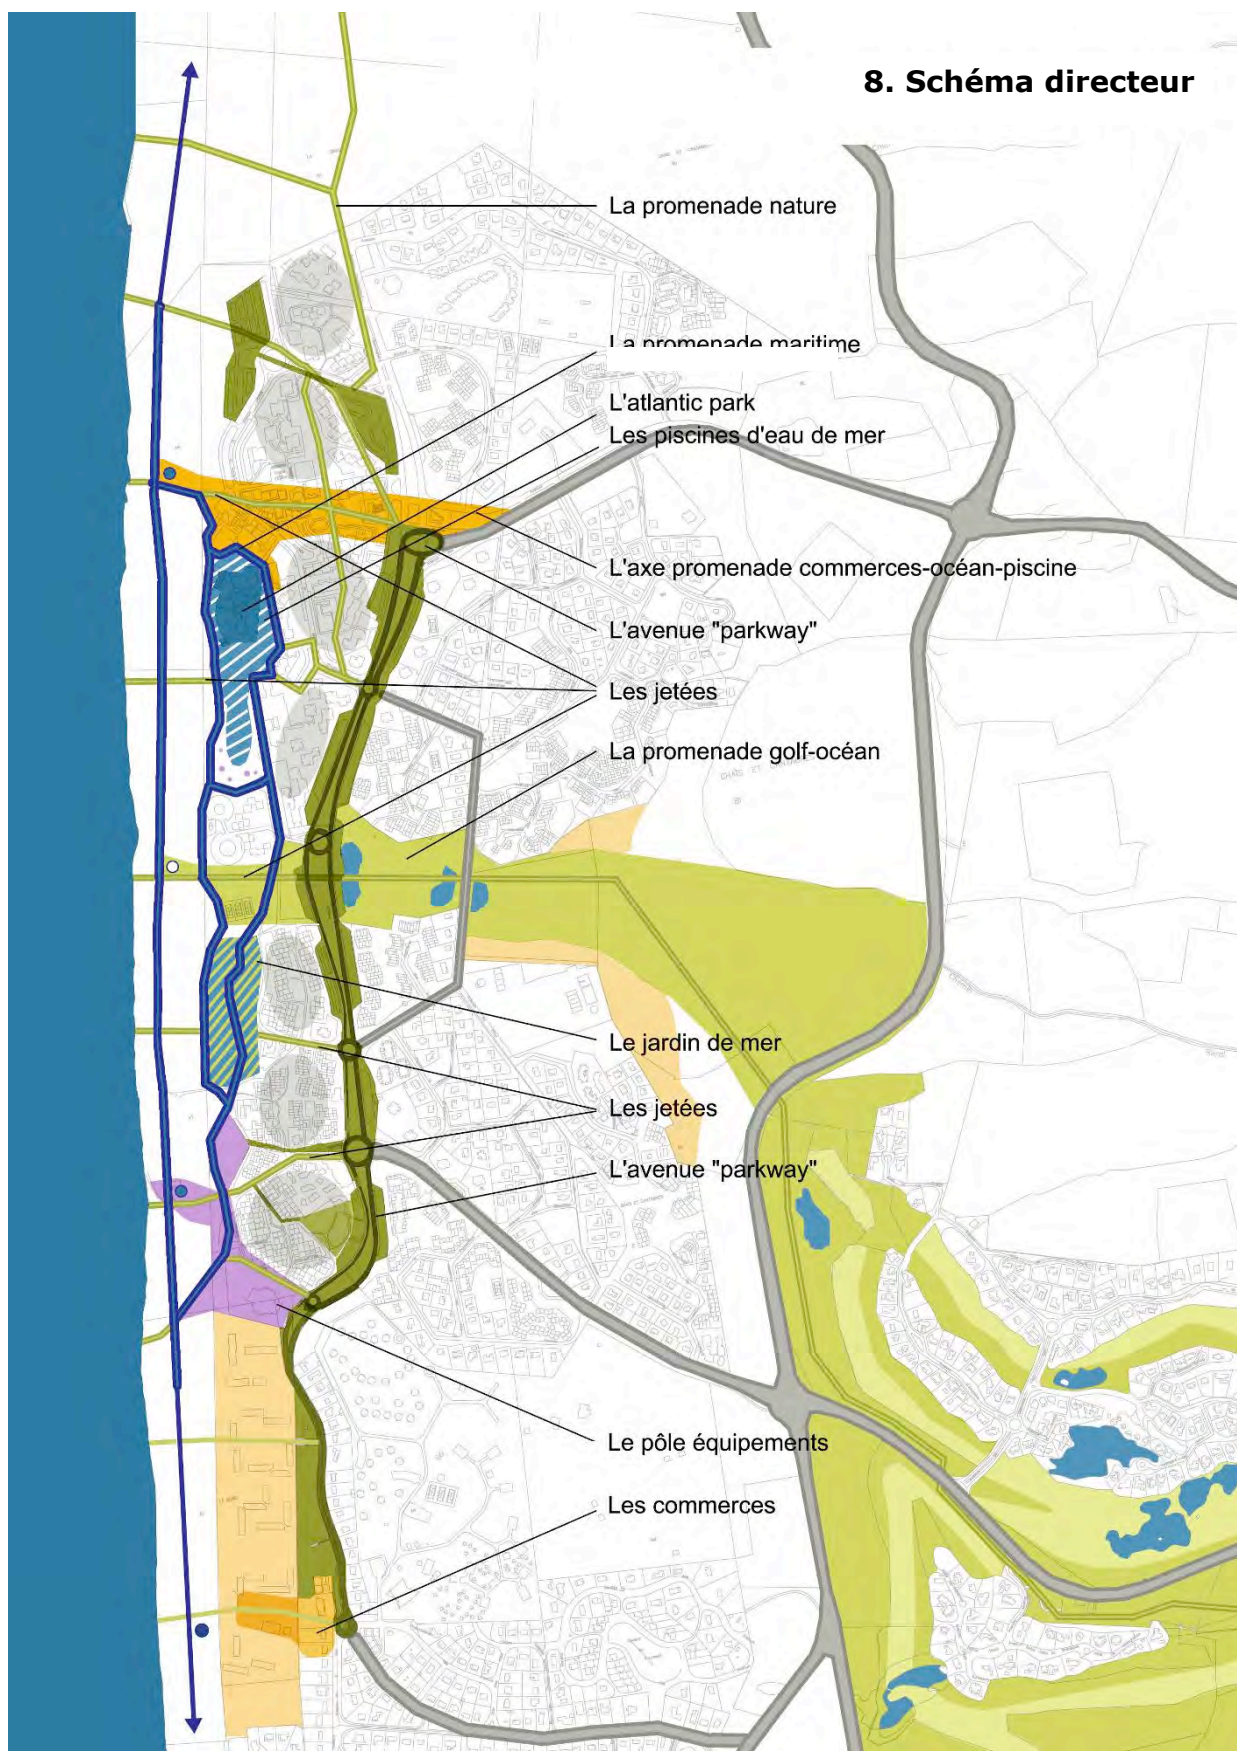 8. Schéma directeur
La promenade nature
La promenade maritime
L'atlantic park
Les piscines d'eau de mer
L'axe promenade commerces-océan-piscine
L'avenue "parkway"
Les jetées
La promenade golf-océan
Le jardin de mer
Les jetées
L'avenue "parkway"
Le pôle équipements
Les commerces